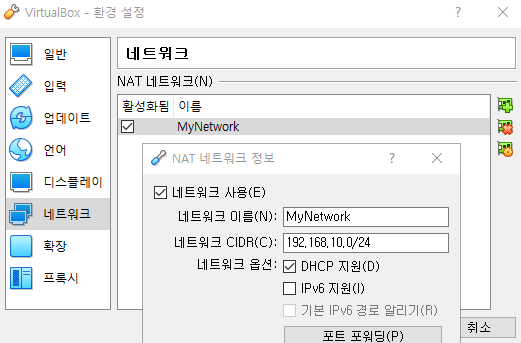 VirtualBox - 환경 설정
?
일반
입력
업데이트
언어
디스플레이
네트워크
확장
프록시
네트워크
NAT 네트워크(N)
활성화됨 이름
MyNetwork
NAT 네트워크 정보
?
네트워크 사용(E)
네트워크 이름(N): MyNetwork
네트워크 CIDR(C): 192,168,10,0/24
네트워크 옵션: DHCP 지원(D)
IPv6 지원(I)
기본 IPv6 경로 알리기(R)
포트 포워딩(P)
취소